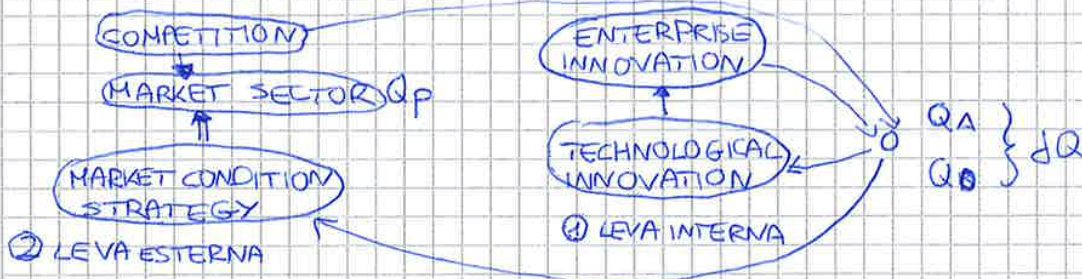 COMPETITION
MARKET SECTOR Qp
MARKET CONDITION
STRATEGY
② LEVA ESTERNA
ENTERPRISE
INNOVATION
TECHNOLOGICAL
INNOVATION
① LEVA INTERNA
QA
dQ